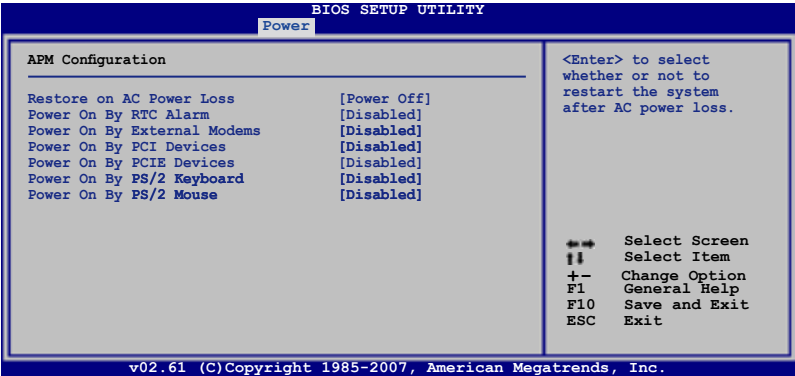 BIOS SETUP UTILITY
Power
APM Configuration
Restore on AC Power Loss [Power Off]
Power On By RTC Alarm [Disabled]
Power On By External Modems [Disabled]
Power On By PCI Devices [Disabled]
Power On By PCIE Devices [Disabled]
Power On By PS/2 Keyboard [Disabled]
Power On By PS/2 Mouse [Disabled]
<Enter> to select
whether or not to
restart the system
after AC power loss.
←→ Select Screen
↑↓ Select Item
+- Change Option
F1 General Help
F10 Save and Exit
ESC Exit
v02.61 (C)Copyright 1985-2007, American Megatrends, Inc.